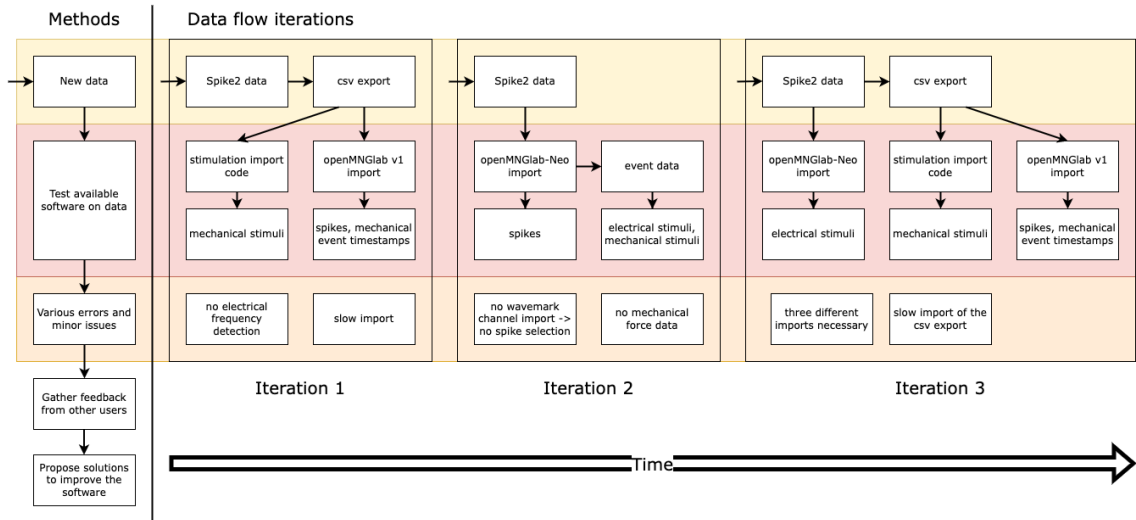 Methods
Data flow iterations
New data
Test available
software on data
Various errors and
minor issues
Gather feedback
from other users
Propose solutions
to improve the
software
Spike2 data
csv export
stimulation import
code
openMNGlab v1
import
mechanical stimuli
spikes, mechanical
event timestamps
no electrical
frequency
detection
slow import
Iteration 1
Spike2 data
openMNGlab-Neo
import
event data
spikes
electrical stimuli,
mechanical stimuli
no wavemark
channel import ->
no spike selection
no mechanical
force data
Iteration 2
Spike2 data
csv export
openMNGlab-Neo
import
stimulation import
code
openMNGlab v1
import
electrical stimuli
mechanical stimuli
spikes, mechanical
event timestamps
three different
imports necessary
slow import of the
csv export
Iteration 3
Time